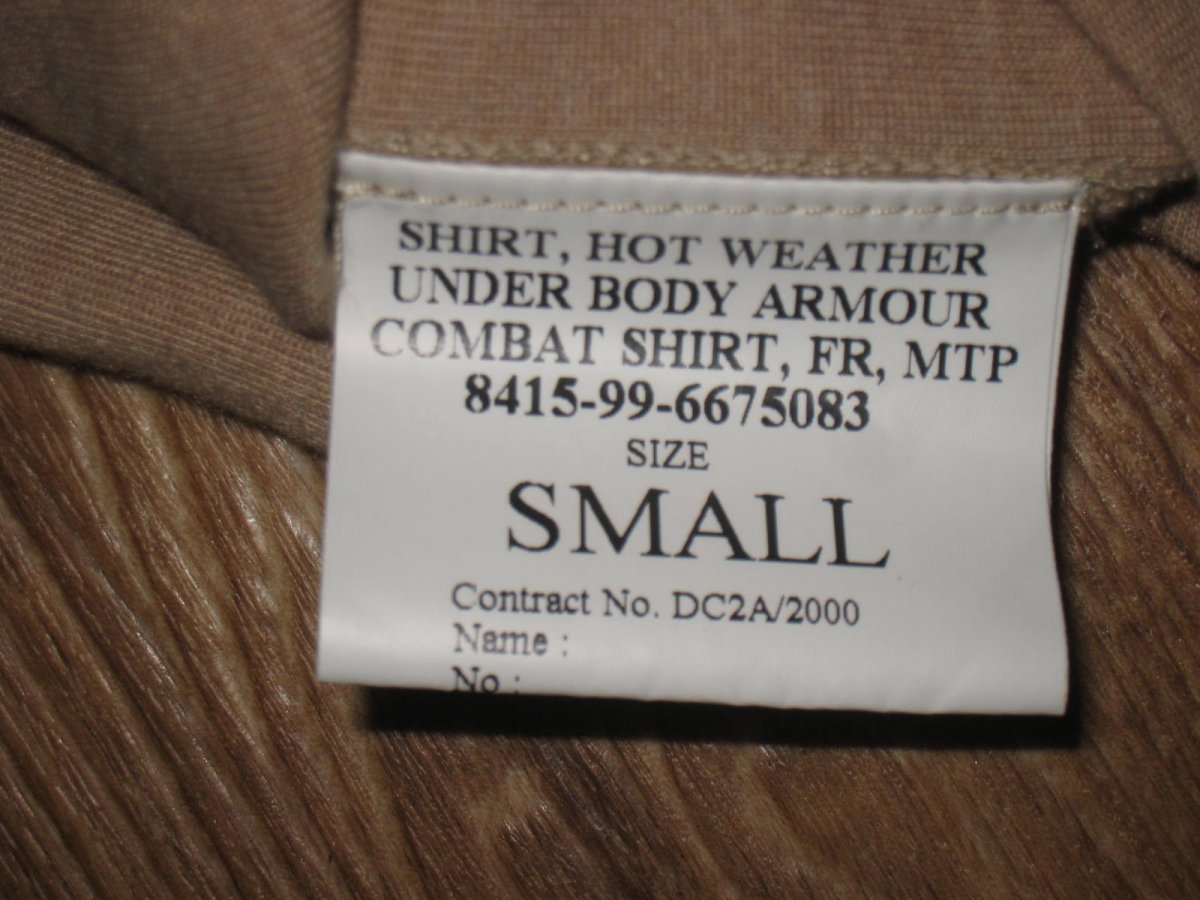 SHIRT, HOT WEATHER
UNDER BODY ARMOUR
COMBAT SHIRT, FR, MTP
8415-99-6675083
SIZE
SMALL
Contract No. DC2A/2000
Name :
No :